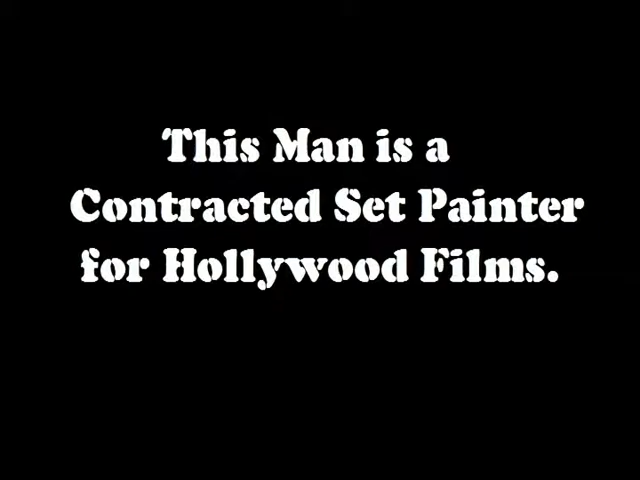 This Man is a
Contracted Set Painter
for Hollywood Films.